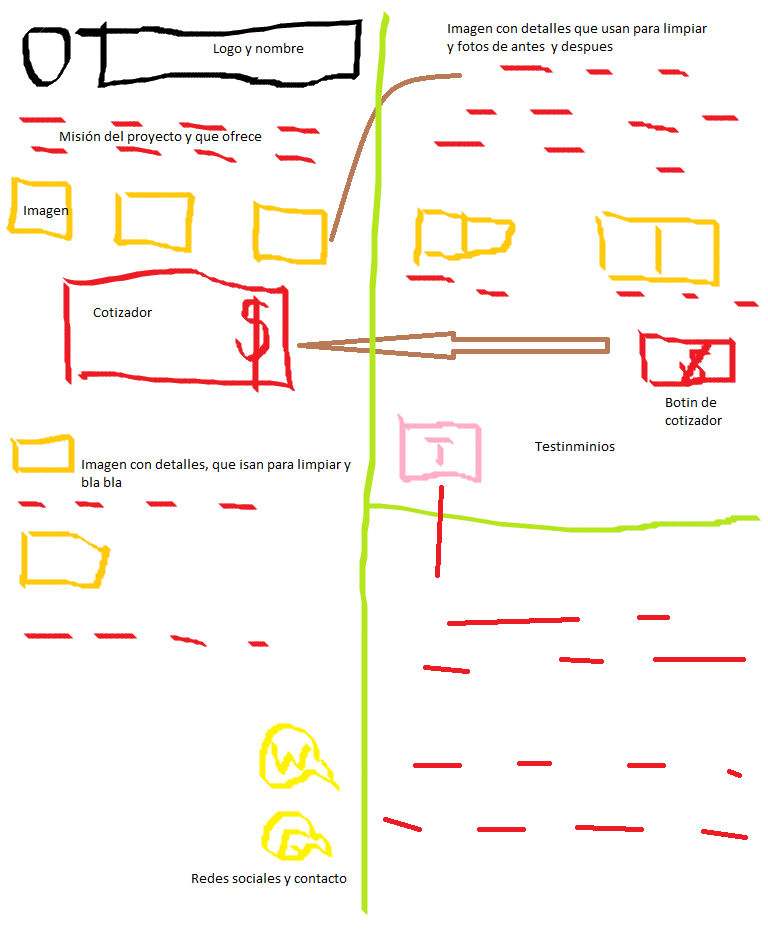 Logo y nombre
Misión del proyecto y que ofrece
Imagen
Cotizador
$
Imagen con detalles, que isan para limpiar y
bla bla
W
Redes sociales y contacto
Imagen con detalles que usan para limpiar
y fotos de antes y despues
Botin de
cotizador
Testinminios
T